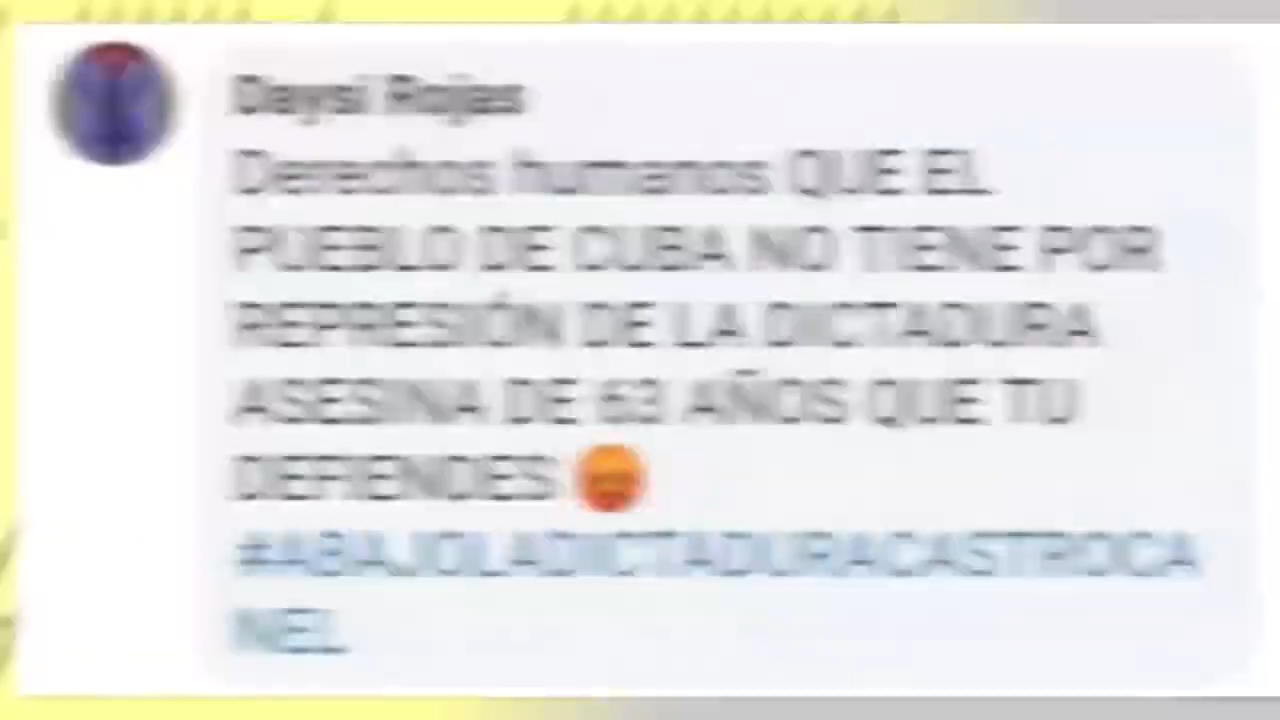 Daysi Rojas
Derechos humanos QUE EL
PUEBLO DE CUBA NO TIENE POR
REPRESIÓN DE LA DICTADURA
ASESINA DE 63 AÑOS QUE TU
DEFIENDES
#ABAJOLADICTADURACASTROCA
NEL